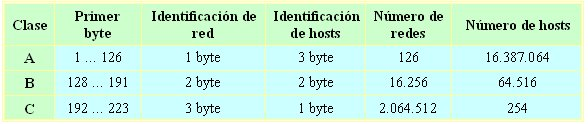 Clase Primer byte Identificación de red Identificación de hosts Número de redes Número de hosts
A 1 ... 126 1 byte 3 byte 126 16.387.064
B 128 ... 191 2 byte 2 byte 16.256 64.516
C 192 ... 223 3 byte 1 byte 2.064.512 254